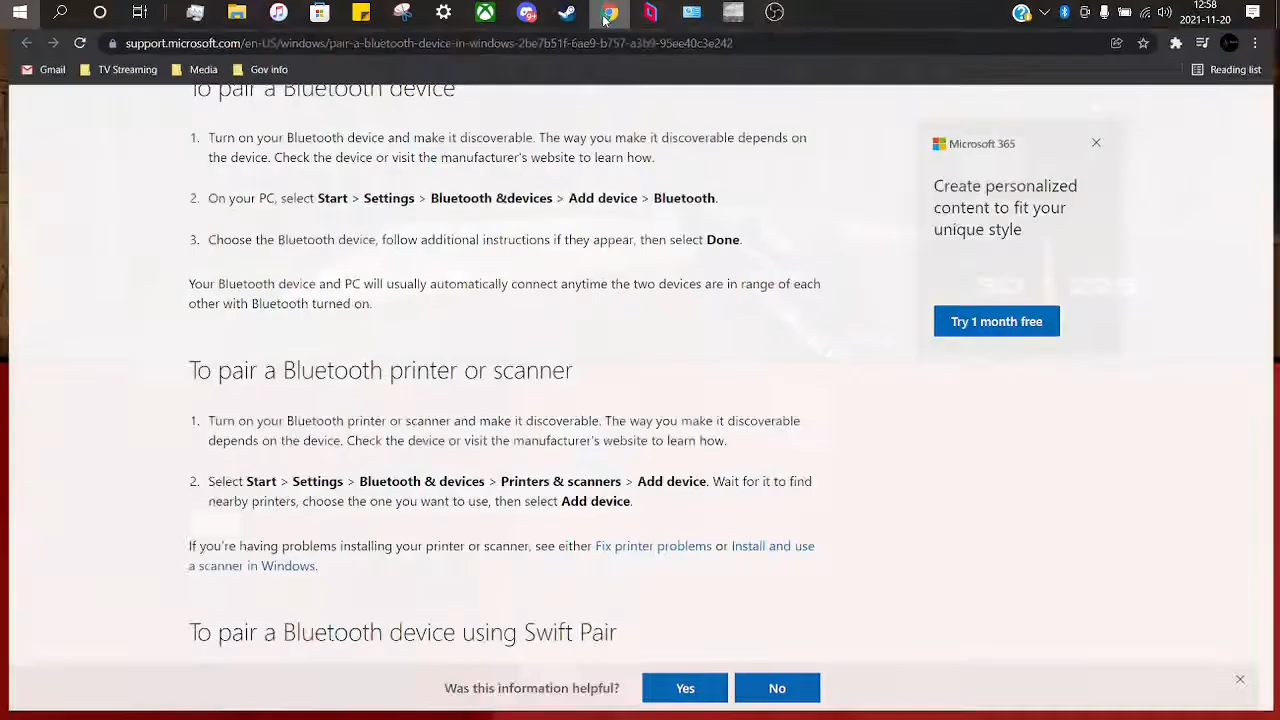 12:58
2021-11-20
support.microsoft.com/en-US/windows/pair-a-bluetooth-device-in-windows-2be7b51f-6ae9-b757-a3b9-95ee40c3e242
Gmail
TV Streaming
Media
Gov info
Reading list
To pair a Bluetooth device
1. Turn on your Bluetooth device and make it discoverable. The way you make it discoverable depends on
the device. Check the device or visit the manufacturer's website to learn how.
2. On your PC, select Start > Settings > Bluetooth &devices > Add device > Bluetooth.
3. Choose the Bluetooth device, follow additional instructions if they appear, then select Done.
Your Bluetooth device and PC will usually automatically connect anytime the two devices are in range of each
other with Bluetooth turned on.
To pair a Bluetooth printer or scanner
1. Turn on your Bluetooth printer or scanner and make it discoverable. The way you make it discoverable
depends on the device. Check the device or visit the manufacturer's website to learn how.
2. Select Start > Settings > Bluetooth & devices > Printers & scanners > Add device. Wait for it to find
nearby printers, choose the one you want to use, then select Add device.
If you're having problems installing your printer or scanner, see either Fix printer problems or Install and use
a scanner in Windows.
To pair a Bluetooth device using Swift Pair
Microsoft 365
Create personalized
content to fit your
unique style
Try 1 month free
Was this information helpful?
Yes
No